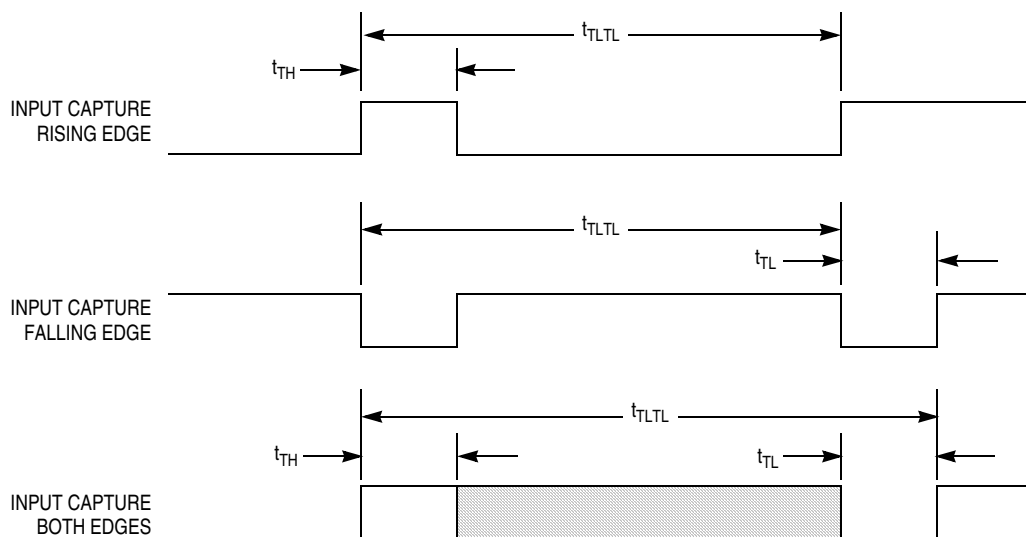 tTLTL
tTH
INPUT CAPTURE
RISING EDGE
tTLTL
tTL
INPUT CAPTURE
FALLING EDGE
tTLTL
tTH
tTL
INPUT CAPTURE
BOTH EDGES